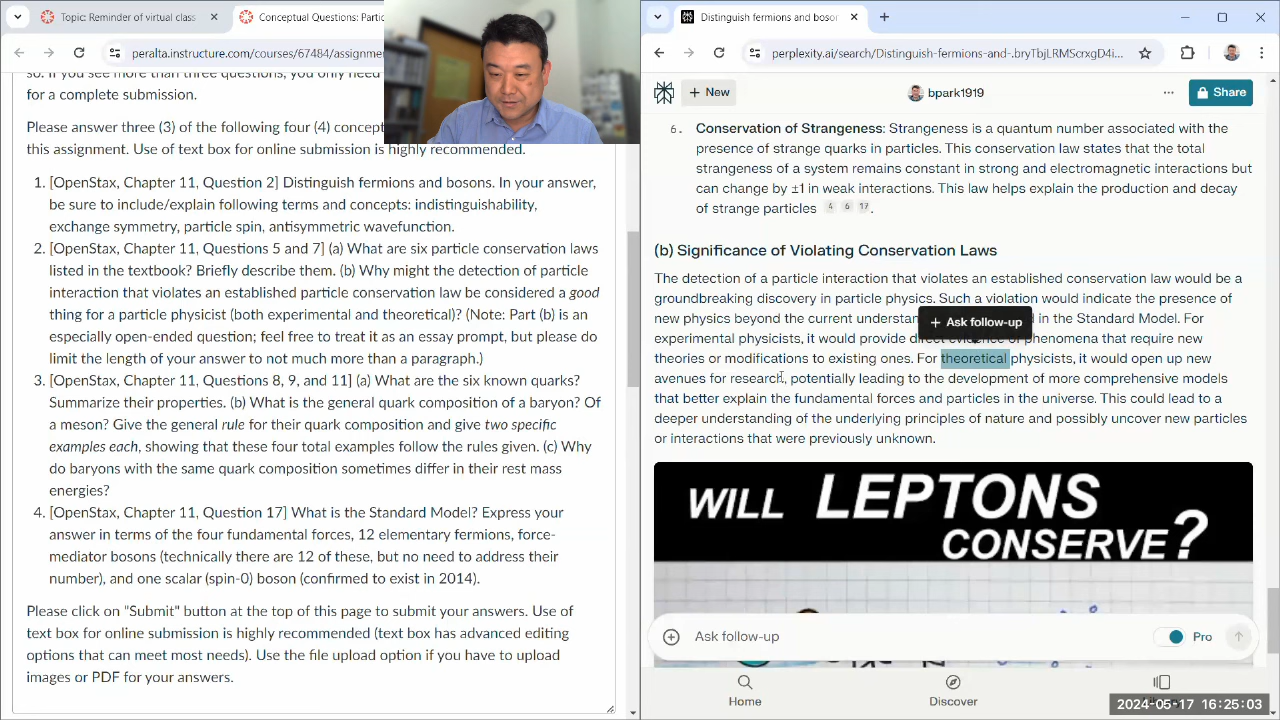 Topic Reminder of virtual class
Conceptual Questions: Partic
Distinguish fermions and boson
peralta.instructure.com/courses/67484/assignme
perplexity.ai/search/Distinguish-fermions-and-.bryTbjLRMScngD4i...
New
bpark1919
Share
so. If you see more than three questions, you only need
for a complete submission.
Please answer three (3) of the following four (4) concept
this assignment. Use of text box for online submission is highly recommended.
1. [OpenStax, Chapter 11, Question 2] Distinguish fermions and bosons. In your answer,
be sure to include/explain following terms and concepts: indistinguishability,
exchange symmetry, particle spin, antisymmetric wavefunction.
2. [OpenStax, Chapter 11, Questions 5 and 7] (a) What are six particle conservation laws
listed in the textbook? Briefly describe them. (b) Why might the detection of particle
interaction that violates an established particle conservation law be considered a good
thing for a particle physicist (both experimental and theoretical)? (Note: Part (b) is an
especially open-ended question; feel free to treat it as an essay prompt, but please do
limit the length of your answer to not much more than a paragraph.)
3. [OpenStax, Chapter 11, Questions 8, 9, and 11] (a) What are the six known quarks?
Summarize their properties. (b) What is the general quark composition of a baryon? Of
a meson? Give the general rule for their quark composition and give two specific
examples each, showing that these four total examples follow the rules given. (c) Why
do baryons with the same quark composition sometimes differ in their rest mass
energies?
4. [OpenStax, Chapter 11, Question 17] What is the Standard Model? Express your
answer in terms of the four fundamental forces, 12 elementary fermions, force-
mediator bosons (technically there are 12 of these, but no need to address their
number), and one scalar (spin-0) boson (confirmed to exist in 2014).
Please click on "Submit" button at the top of this page to submit your answers. Use of
text box for online submission is highly recommended (text box has advanced editing
options that can meet most needs). Use the file upload option if you have to upload
images or PDF for your answers.
6. Conservation of Strangeness: Strangeness is a quantum number associated with the
presence of strange quarks in particles. This conservation law states that the total
strangeness of a system remains constant in strong and electromagnetic interactions but
can change by ±1 in weak interactions. This law helps explain the production and decay
of strange particles 4 6 17.
(b) Significance of Violating Conservation Laws
The detection of a particle interaction that violates an established conservation law would be a
groundbreaking discovery in particle physics. Such a violation would indicate the presence of
new physics beyond the current understan d in the Standard Model. For
+ Ask follow-up
experimental physicists, it would provide direct evidence of phenomena that require new
theories or modifications to existing ones. For theoretical physicists, it would open up new
avenues for research, potentially leading to the development of more comprehensive models
that better explain the fundamental forces and particles in the universe. This could lead to a
deeper understanding of the underlying principles of nature and possibly uncover new particles
or interactions that were previously unknown.
WILL LEPTONS
CONSERVE?
Ask follow-up
Pro
Home
Discover
2024-05-17 16:25:03